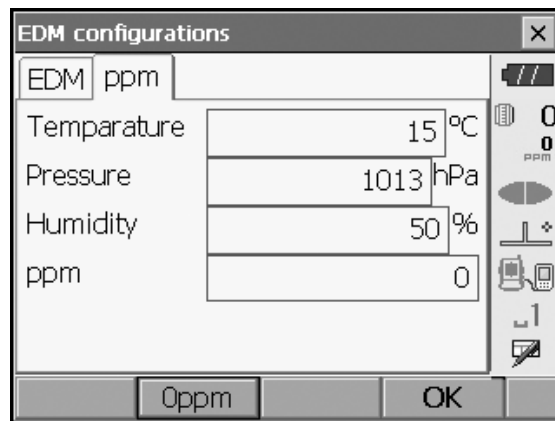 EDM configurations
EDM ppm
Temparature 15 ºC
Pressure 1013 hPa
Humidity 50 %
ppm 0
0
0
PPM
1
0ppm OK